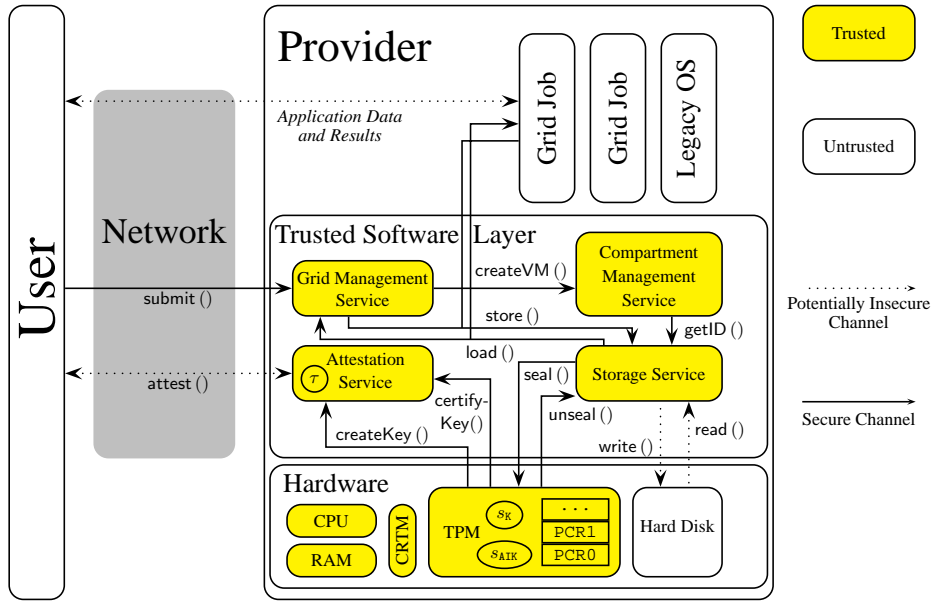 Provider
Grid Job
Grid Job
Legacy OS
Trusted
Application Data
and Results
Untrusted
User
Network
Trusted Software Layer
Grid Management
Service
createVM ()
Compartment
Management
Service
submit ()
store ()
getID ()
Potentially Insecure
Channel
load ()
τ
Attestation
Service
attest ()
seal()
Storage Service
certify-
Key()
unseal()
createKey ()
write ()
read ()
Secure Channel
Hardware
CPU
RAM
CRTM
TPM
sK
sAIK
...
PCR1
PCR0
Hard Disk